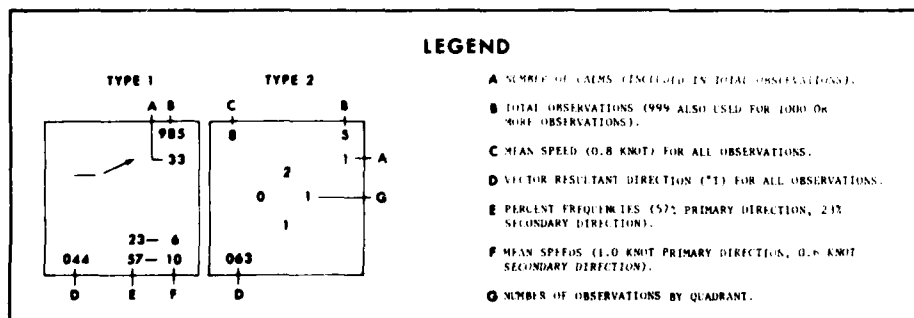 LEGEND
TYPE 1
TYPE 2
A B
C B
985
8 5
33
1 A
2
0 1 G
1
23— 6
044 57— 10
063
D E F
D
A NUMBER OF CALMS (INCLUDED IN TOTAL OBSERVATIONS).
B TOTAL OBSERVATIONS (999 ALSO USED FOR 1000 OR
MORE OBSERVATIONS).
C MEAN SPEED (0.8 KNOT) FOR ALL OBSERVATIONS.
D VECTOR RESULTANT DIRECTION (°T) FOR ALL OBSERVATIONS.
E PERCENT FREQUENCIES (57% PRIMARY DIRECTION, 23%
SECONDARY DIRECTION).
F MEAN SPEEDS (1.0 KNOT PRIMARY DIRECTION, 0.6 KNOT
SECONDARY DIRECTION).
G NUMBER OF OBSERVATIONS BY QUADRANT.